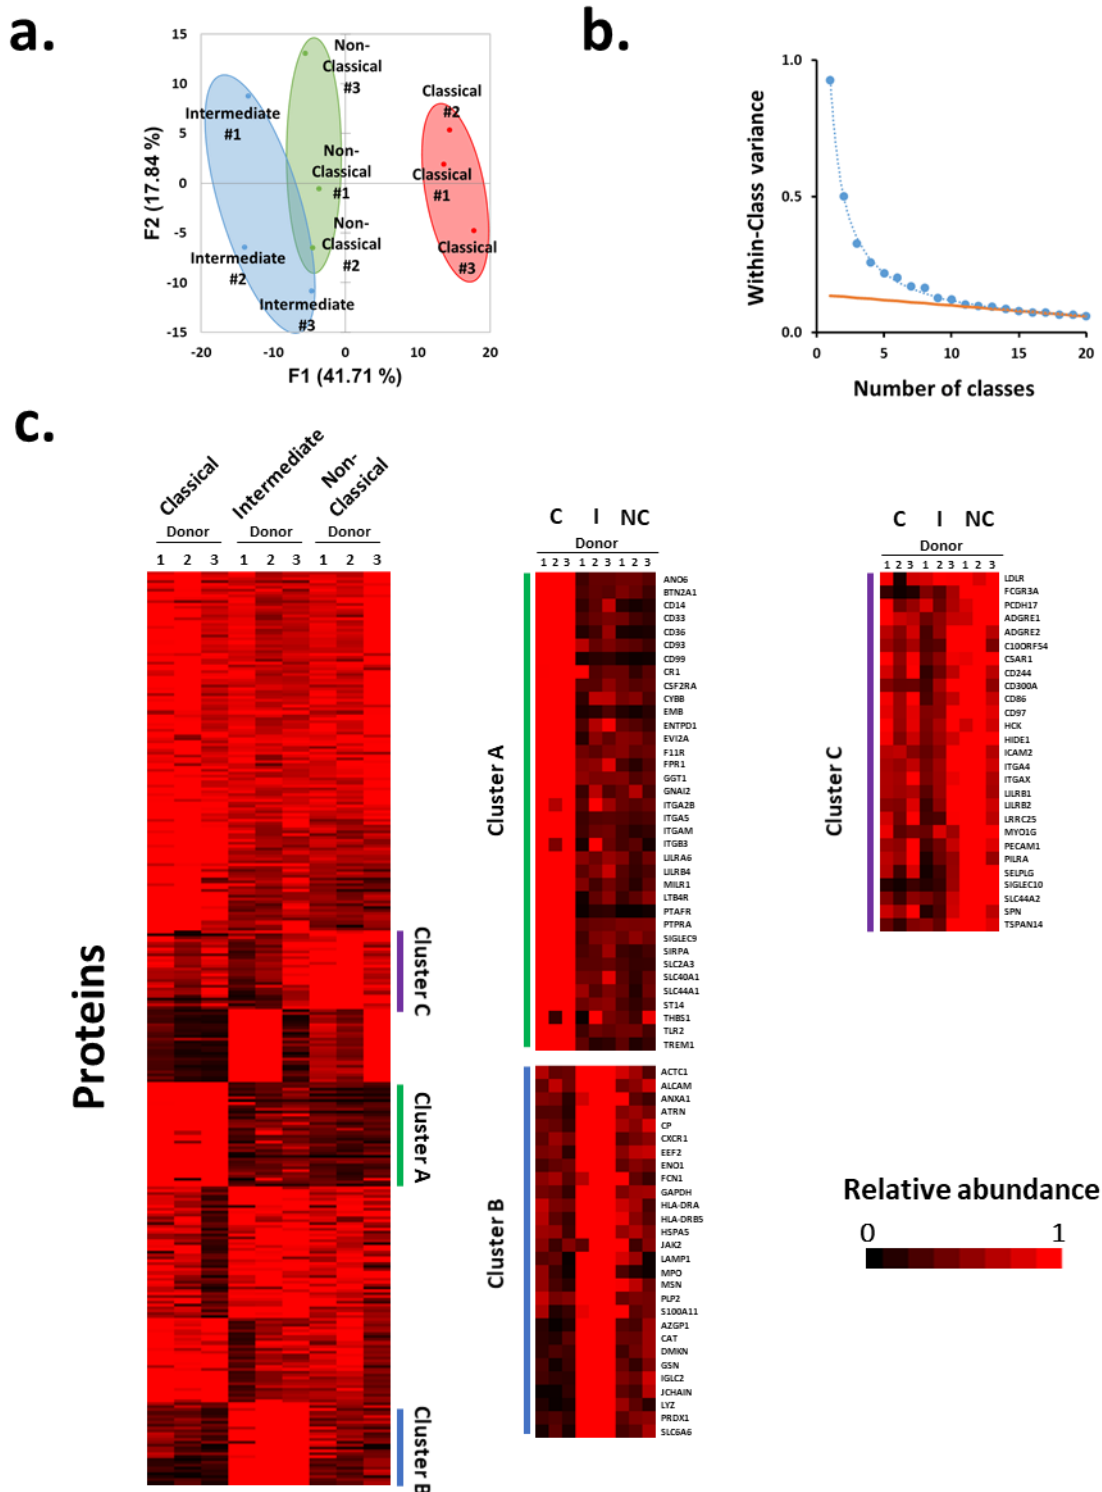 a.
15
10
5
0
-5
-10
-15
-20
-10
0
10
20
F2 (17.84 %)
F1 (41.71 %)
Non-
Classical
#3
Intermediate
#1
Non-
Classical
#1
Non-
Classical
#2
Intermediate
#2
Intermediate
#3
Classical
#2
Classical
#1
Classical
#3
b.
1.0
0.5
0.0
0
5
10
15
20
Within-Class variance
Number of classes
c.
Classical
Intermediate
Non-
Classical
Donor
Donor
Donor
1 2 3
1 2 3
1 2 3
Proteins
Cluster C
Cluster A
Cluster B
C I NC
Donor
1 2 3 1 2 3 1 2 3
Cluster A
ANO6
BTN2A1
CD14
CD33
CD36
CD93
CD99
CR1
CSF2RA
CYBB
EMB
ENTPD1
EVI2A
F11R
FPR1
GGT1
GNAI2
ITGA2B
ITGA5
ITGAM
ITGB3
LILRA6
LILRB4
MILR1
LTB4R
PTAFR
PTPRA
SIGLEC9
SIRPA
SLC2A3
SLC40A1
SLC44A1
ST14
THBS1
TLR2
TREM1
Cluster B
ACTC1
ALCAM
ANXA1
ATRN
CP
CXCR1
EEF2
ENO1
FCN1
GAPDH
HLA-DRA
HLA-DRB5
HSPA5
JAK2
LAMP1
MPO
MSN
PLP2
S100A11
AZGP1
CAT
DMKN
GSN
IGLC2
JCHAIN
LYZ
PRDX1
SLC6A6
C I NC
Donor
1 2 3 1 2 3 1 2 3
Cluster C
LDLR
FCGR3A
PCDH17
ADGRE1
ADGRE2
C10ORF54
C5AR1
CD244
CD300A
CD86
CD97
HCK
HIDE1
ICAM2
ITGA4
ITGAX
LILRB1
LILRB2
LRRC25
MYO1G
PECAM1
PILRA
SELPLG
SIGLEC10
SLC44A2
SPN
TSPAN14
Relative abundance
0 1